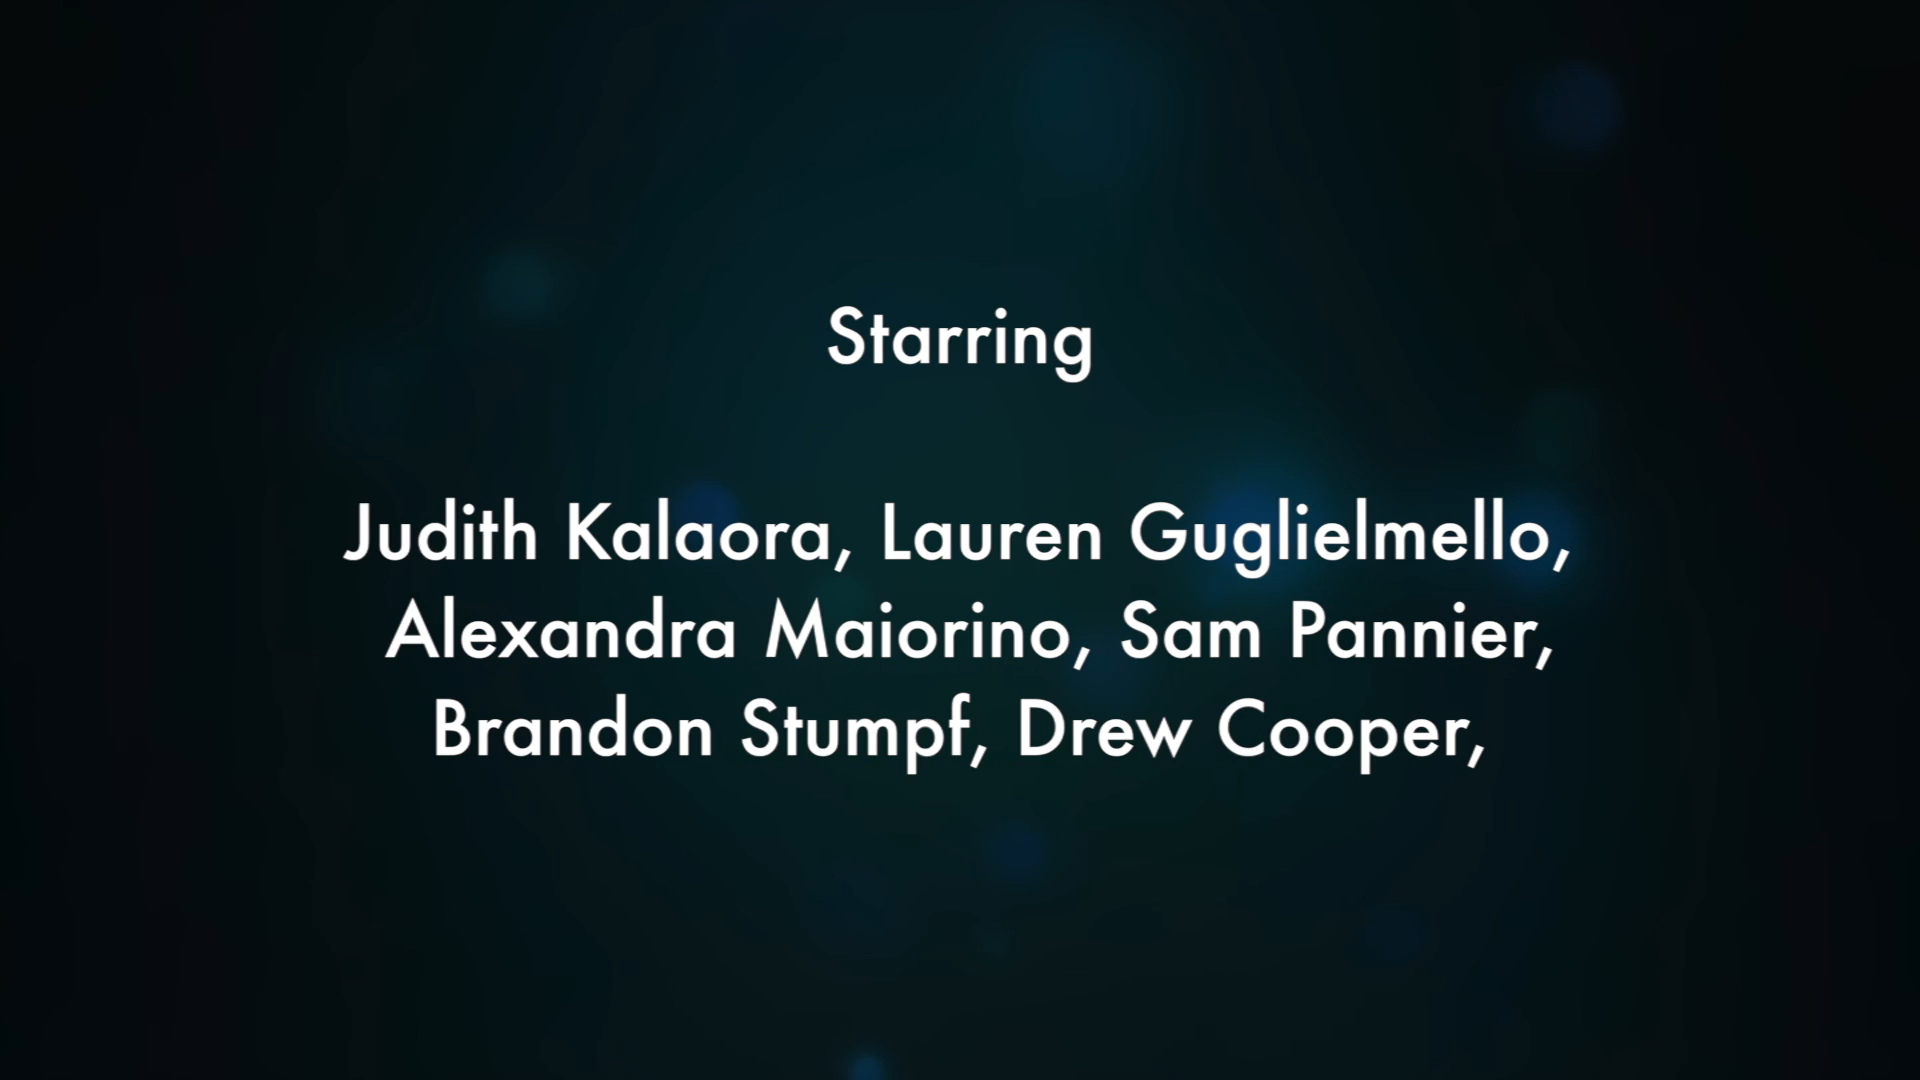 Starring
Judith Kalaora, Lauren Guglielmello,
Alexandra Maiorino, Sam Pannier,
Brandon Stumpf, Drew Cooper,